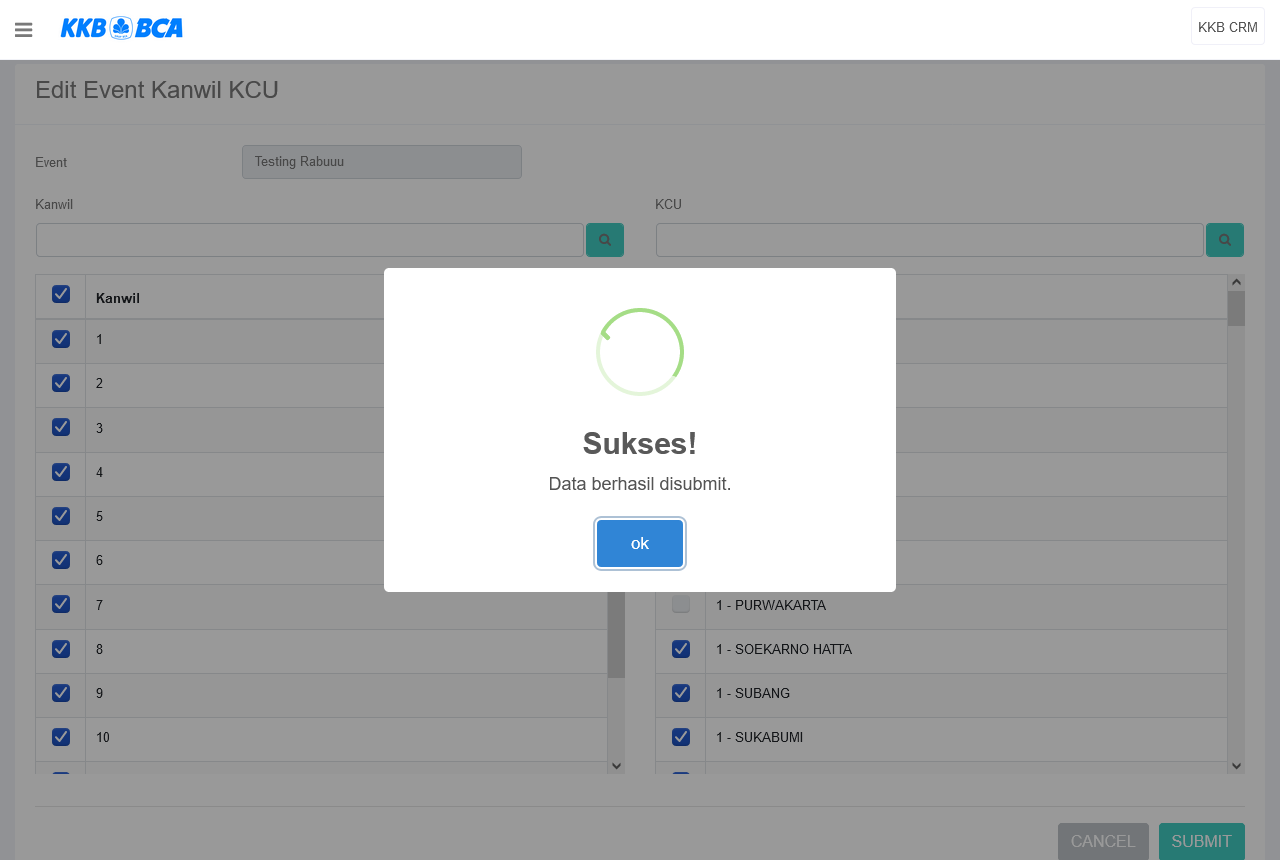 KKB BCA
KKB CRM
Edit Event Kanwil KCU
Event
Testing Rabuuu
Kanwil
KCU
Kanwil
1
2
3
4
5
6
7
8
9
10
1 - PURWAKARTA
1 - SOEKARNO HATTA
1 - SUBANG
1 - SUKABUMI
Sukses!
Data berhasil disubmit.
ok
CANCEL
SUBMIT